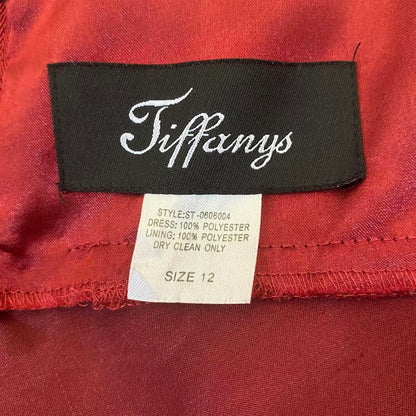 Tiffanys
STYLE:ST-0606004
DRESS: 100% POLYESTER
LINING: 100% POLYESTER
DRY CLEAN ONLY
SIZE 12